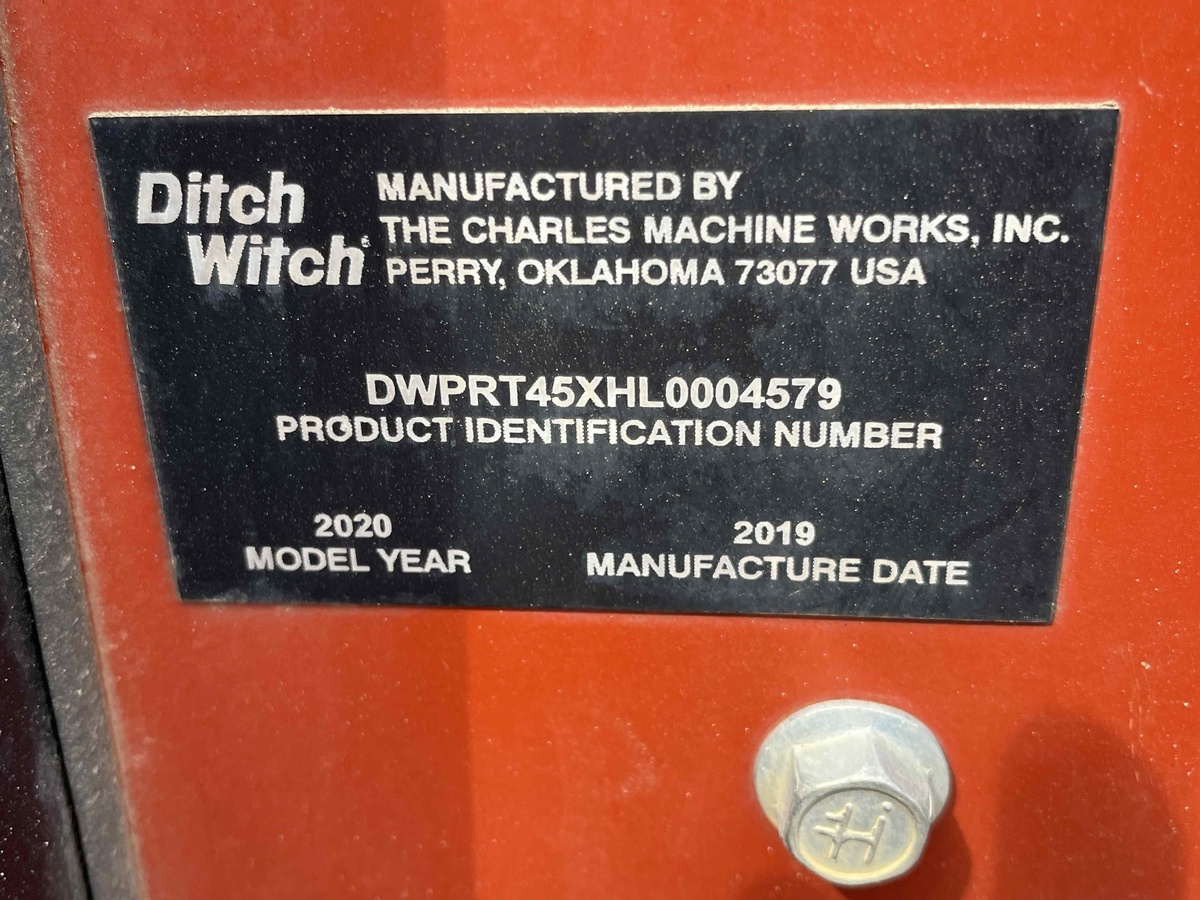 Ditch
Witch
MANUFACTURED BY
THE CHARLES MACHINE WORKS, INC.
PERRY, OKLAHOMA 73077 USA
DWPRT45XHL0004579
PRODUCT IDENTIFICATION NUMBER
2020
MODEL YEAR
2019
MANUFACTURE DATE